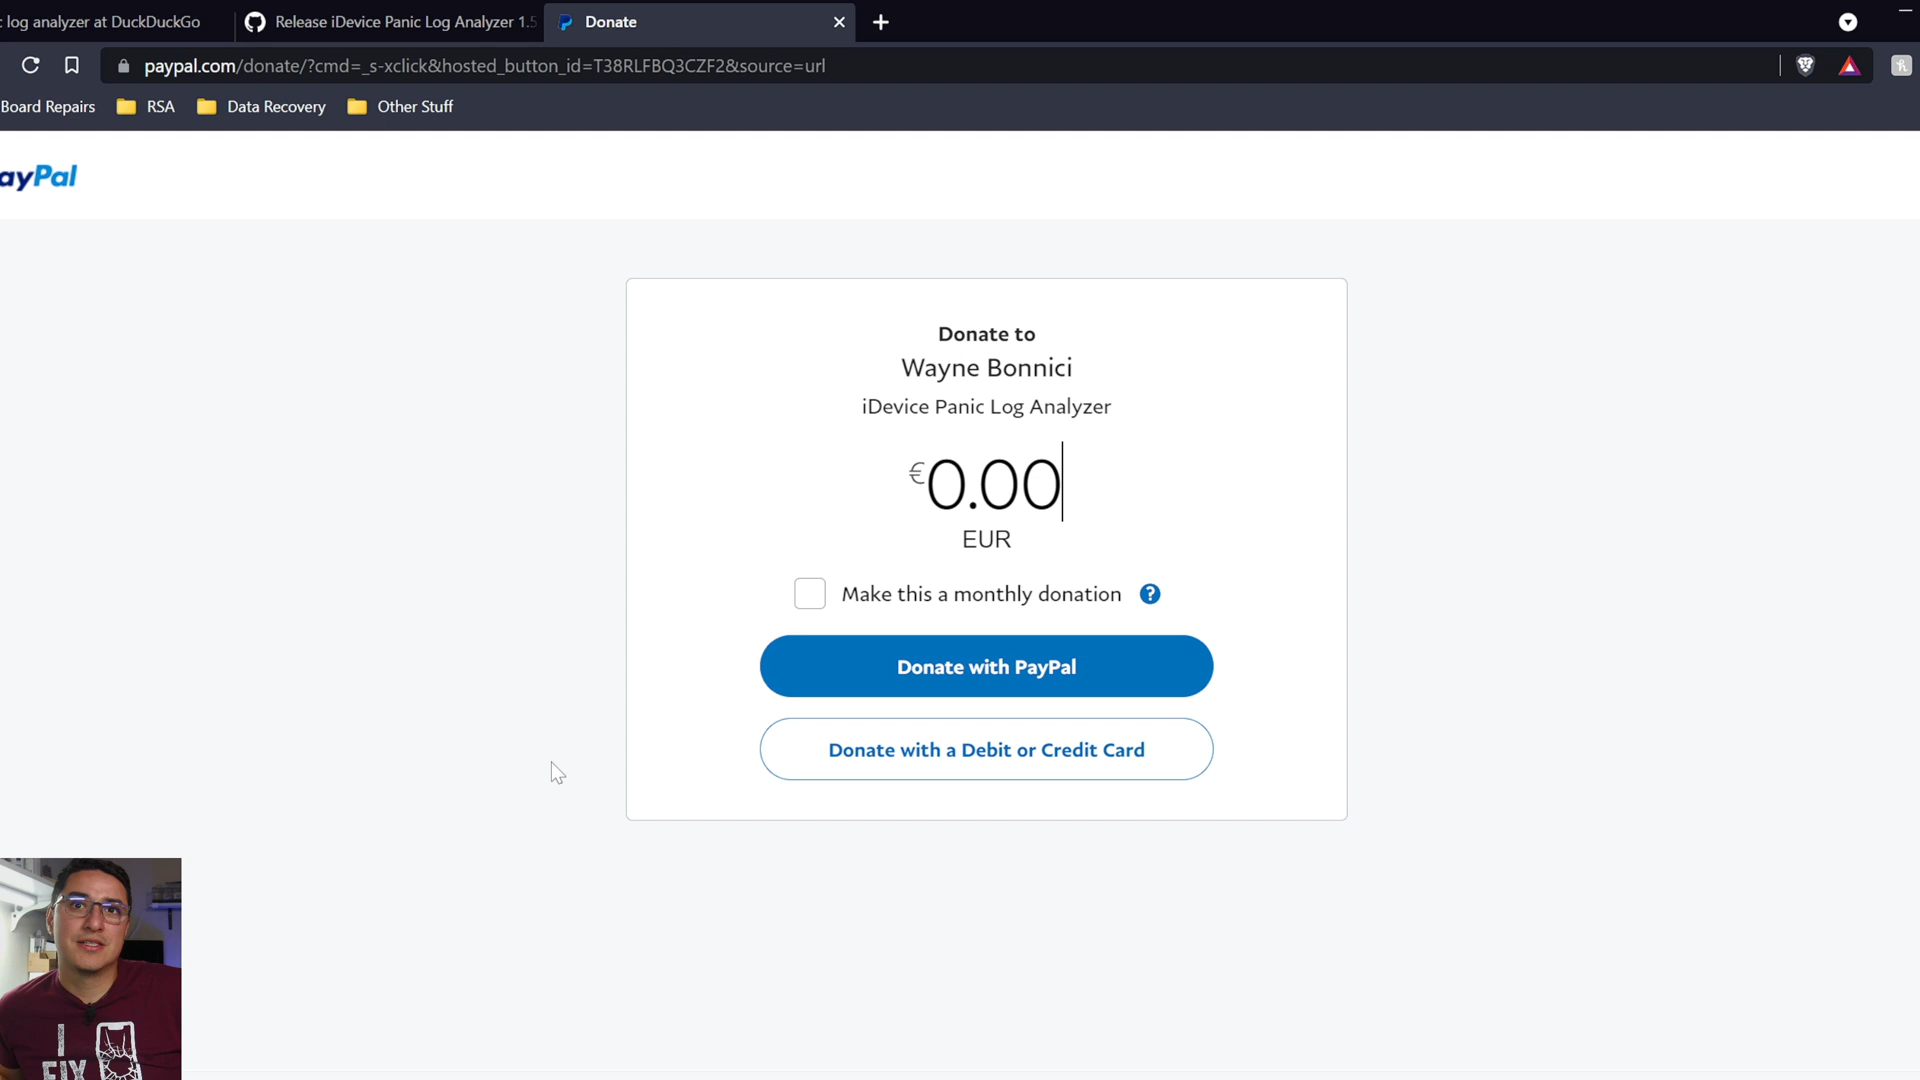 c log analyzer at DuckDuckGo
Release iDevice Panic Log Analyzer 1.5
Donate
paypal.com/donate/?cmd=_s-xclick&hosted_button_id=T38RLFBQ3CZF2&source=url
Board Repairs
RSA
Data Recovery
Other Stuff
ayPal
Donate to
Wayne Bonnici
iDevice Panic Log Analyzer
€0.00
EUR
Make this a monthly donation ?
Donate with PayPal
Donate with a Debit or Credit Card
I
FIX